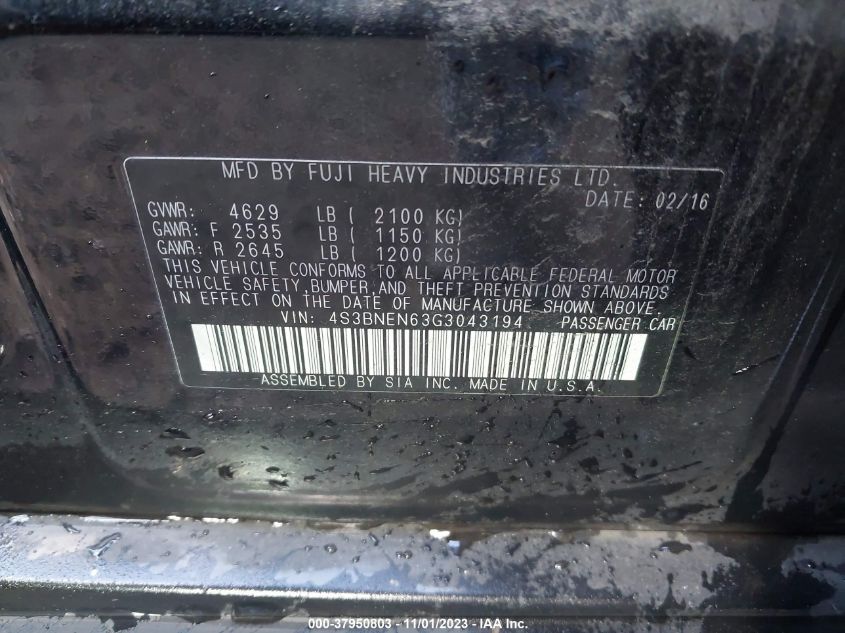 MFD BY FUJI HEAVY INDUSTRIES LTD.
DATE: 02/16
GVWR: 4629 LB ( 2100 KG)
GAWR: F 2535 LB ( 1150 KG)
GAWR: R 2645 LB ( 1200 KG)
THIS VEHICLE CONFORMS TO ALL APPLICABLE FEDERAL MOTOR
VEHICLE SAFETY, BUMPER, AND THEFT PREVENTION STANDARDS
IN EFFECT ON THE DATE OF MANUFACTURE SHOWN ABOVE.
VIN: 4S3BNEN63G3043194 PASSENGER CAR
ASSEMBLED BY SIA INC. MADE IN U.S.A.
000-37950803 - 11/01/2023 - IAA Inc.